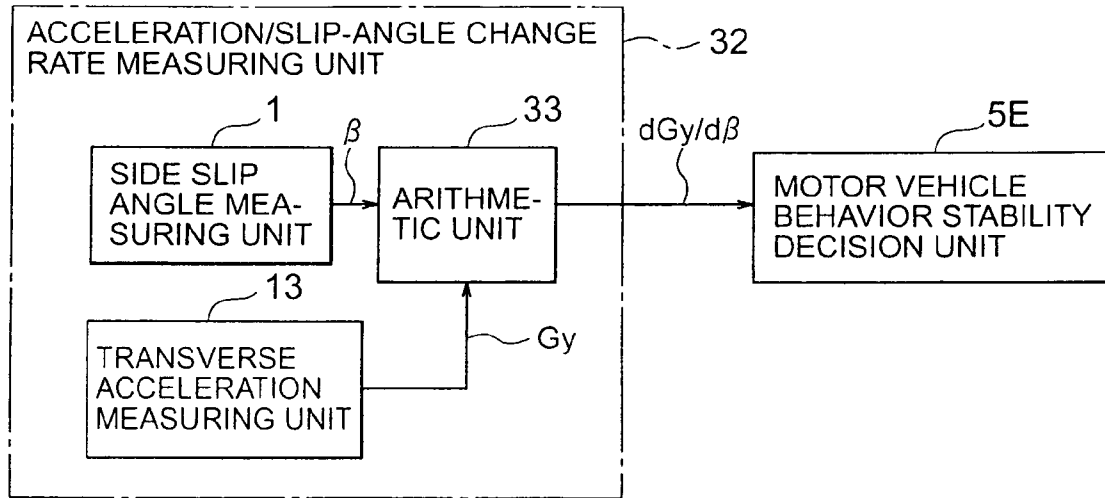 ACCELERATION/SLIP-ANGLE CHANGE
RATE MEASURING UNIT
32
1
SIDE SLIP
ANGLE MEA-
SURING UNIT
β
33
ARITHME-
TIC UNIT
dGy/dβ
5E
MOTOR VEHICLE
BEHAVIOR STABILITY
DECISION UNIT
13
TRANSVERSE
ACCELERATION
MEASURING UNIT
Gy